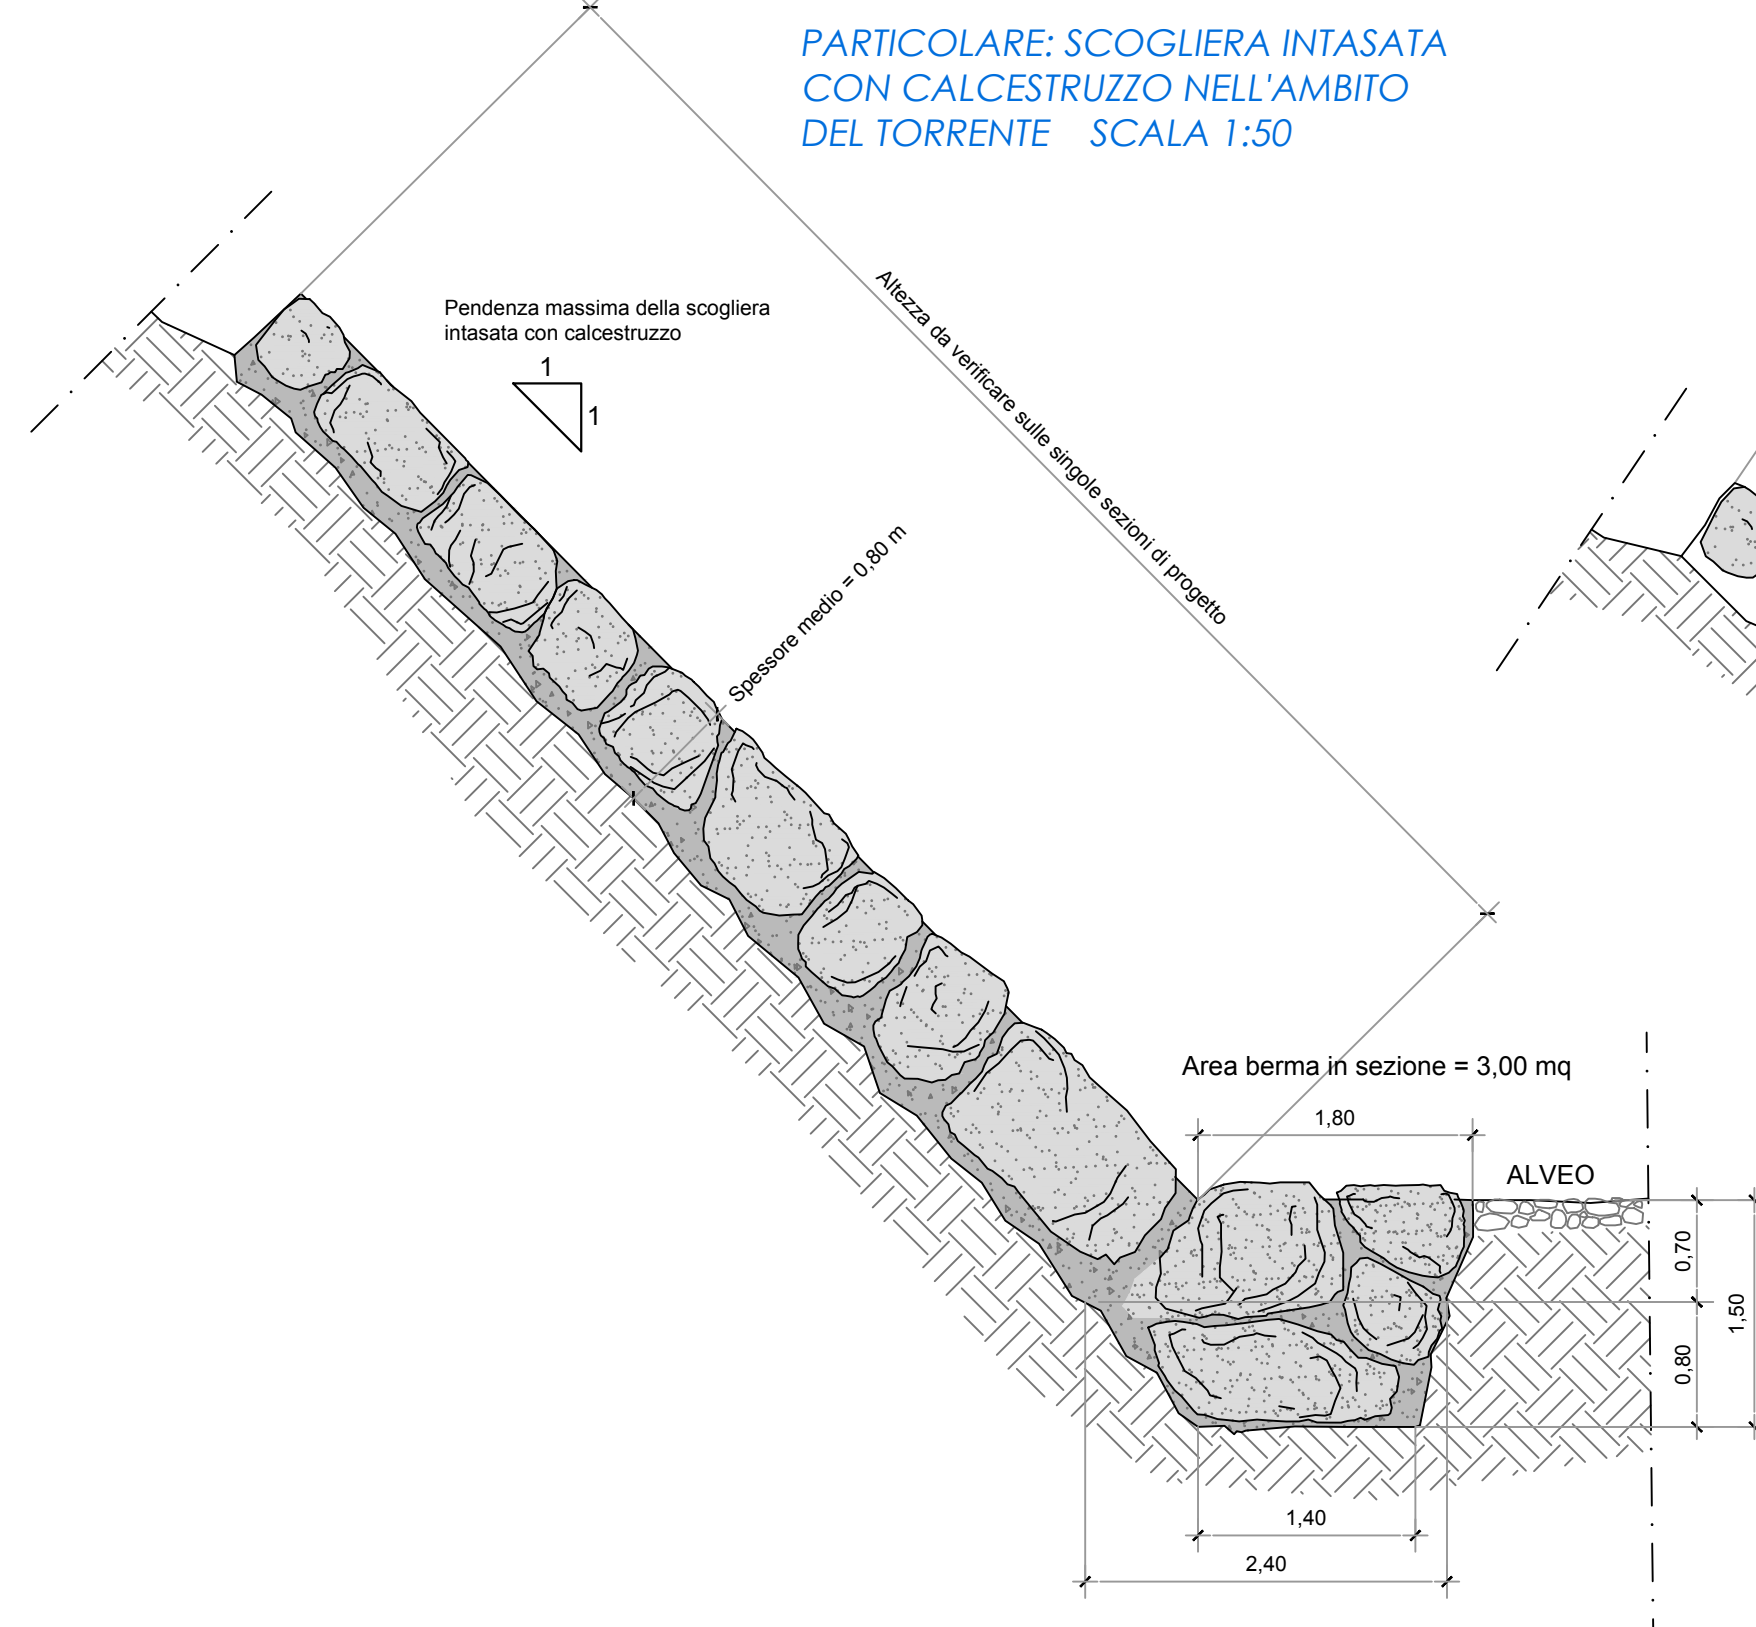 PARTICOLARE: SCOGLIERA INTASATA
CON CALCESTRUZZO NELL'AMBITO
DEL TORRENTE SCALA 1:50
Pendenza massima della scogliera
intasata con calcestruzzo
1
1
Altezza da verificare sulle singole sezioni di progetto
Spessore medio = 0,80 m
Area berma in sezione = 3,00 mq
1,80
ALVEO
0,70
1,50
0,80
1,40
2,40